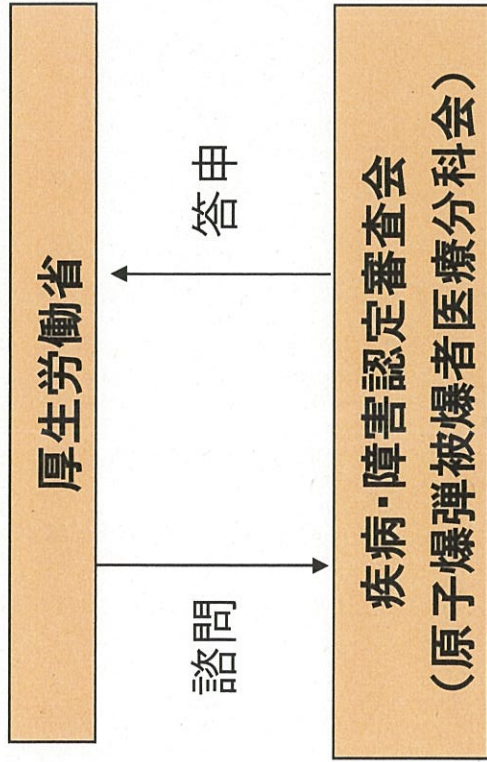 厚生労働省
諮問
答申
疾病・障害認定審査会
（原子爆弾被爆者医療分科会）